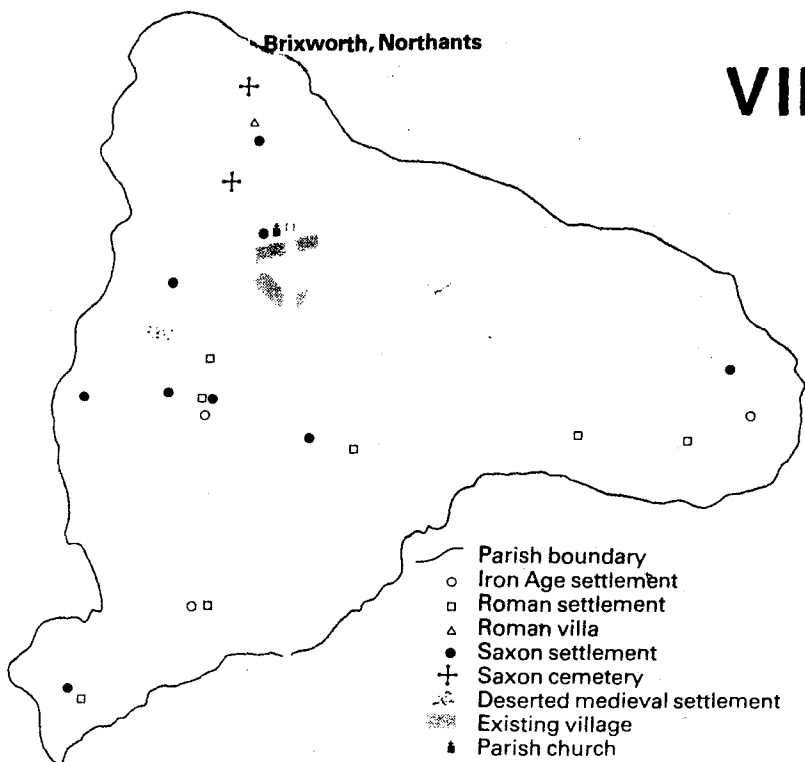 Brixworth, Northants
Parish boundary
Iron Age settlement
Roman settlement
Roman villa
Saxon settlement
Saxon cemetery
Deserted medieval settlement
Existing village
Parish church